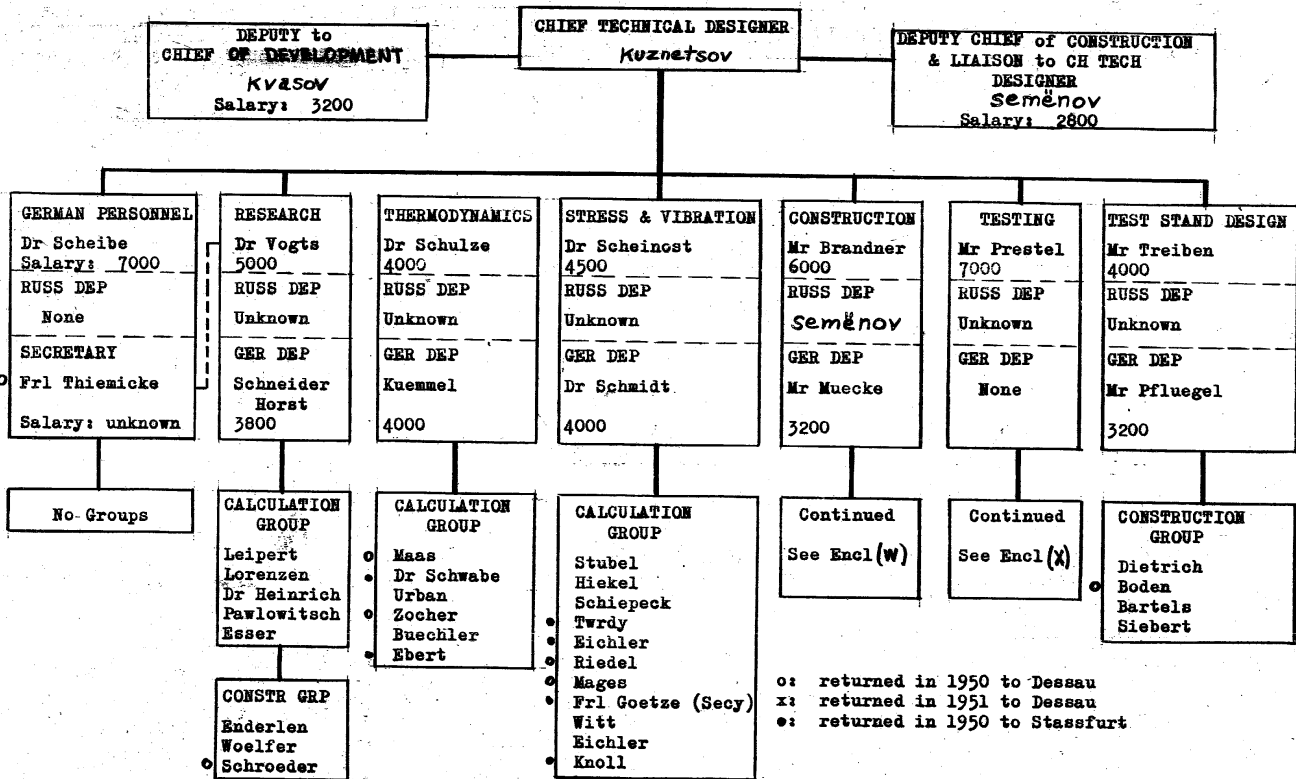 CHIEF TECHNICAL DESIGNER
Kuznetsov
DEPUTY to
CHIEF OF DEVELOPMENT
Kvasov
Salary: 3200
DEPUTY CHIEF of CONSTRUCTION
& LIAISON to CH TECH
DESIGNER
Semënov
Salary: 2800
GERMAN PERSONNEL
Dr Scheibe
Salary: 7000
RUSS DEP
None
SECRETARY
o Frl Thiemicke
Salary: unknown
No Groups
RESEARCH
Dr Vogts
5000
RUSS DEP
Unknown
GER DEP
Schneider
Horst
3800
CALCULATION
GROUP
Leipert
Lorenzen
Dr Heinrich
Pawlowitsch
Esser
CONSTR GRP
Enderlen
Woelfer
o Schroeder
THERMODYNAMICS
Dr Schulze
4000
RUSS DEP
Unknown
GER DEP
Kuemmel
4000
CALCULATION
GROUP
o Maas
• Dr Schwabe
Urban
o Zocher
Buechler
• Ebert
STRESS & VIBRATION
Dr Scheinost
4500
RUSS DEP
Unknown
GER DEP
Dr Schmidt
4000
CALCULATION
GROUP
Stubel
Hiekel
Schiepeck
• Twrdy
• Eichler
o Riedel
o Mages
• Frl Goetze (Secy)
Witt
Eichler
• Knoll
CONSTRUCTION
Mr Brandner
6000
RUSS DEP
Semënov
GER DEP
Mr Muecke
3200
Continued
See Encl (W)
TESTING
Mr Prestel
7000
RUSS DEP
Unknown
GER DEP
None
Continued
See Encl (X)
TEST STAND DESIGN
Mr Treiben
4000
RUSS DEP
Unknown
GER DEP
Mr Pfluegel
3200
CONSTRUCTION
GROUP
Dietrich
o Boden
Bartels
Siebert
o: returned in 1950 to Dessau
x: returned in 1951 to Dessau
•: returned in 1950 to Stassfurt